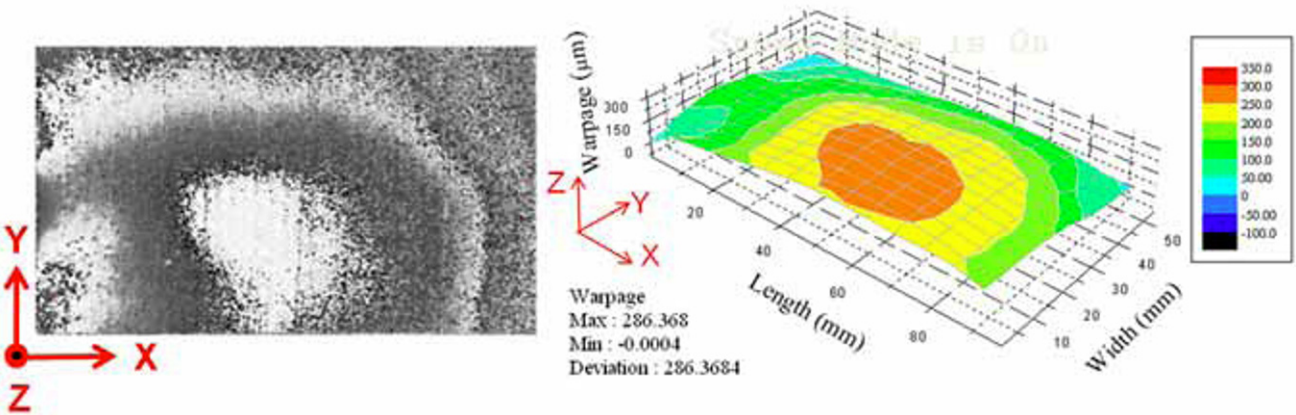 Y
X
Z
Warpage (μm)
300
150
0
Z
Y
X
20
40
60
80
Length (mm)
10
20
30
40
50
Width (mm)
350.0
300.0
250.0
200.0
150.0
100.0
50.00
0
-50.00
-100.0
Warpage
Max : 286.368
Min : -0.0004
Deviation : 286.3684